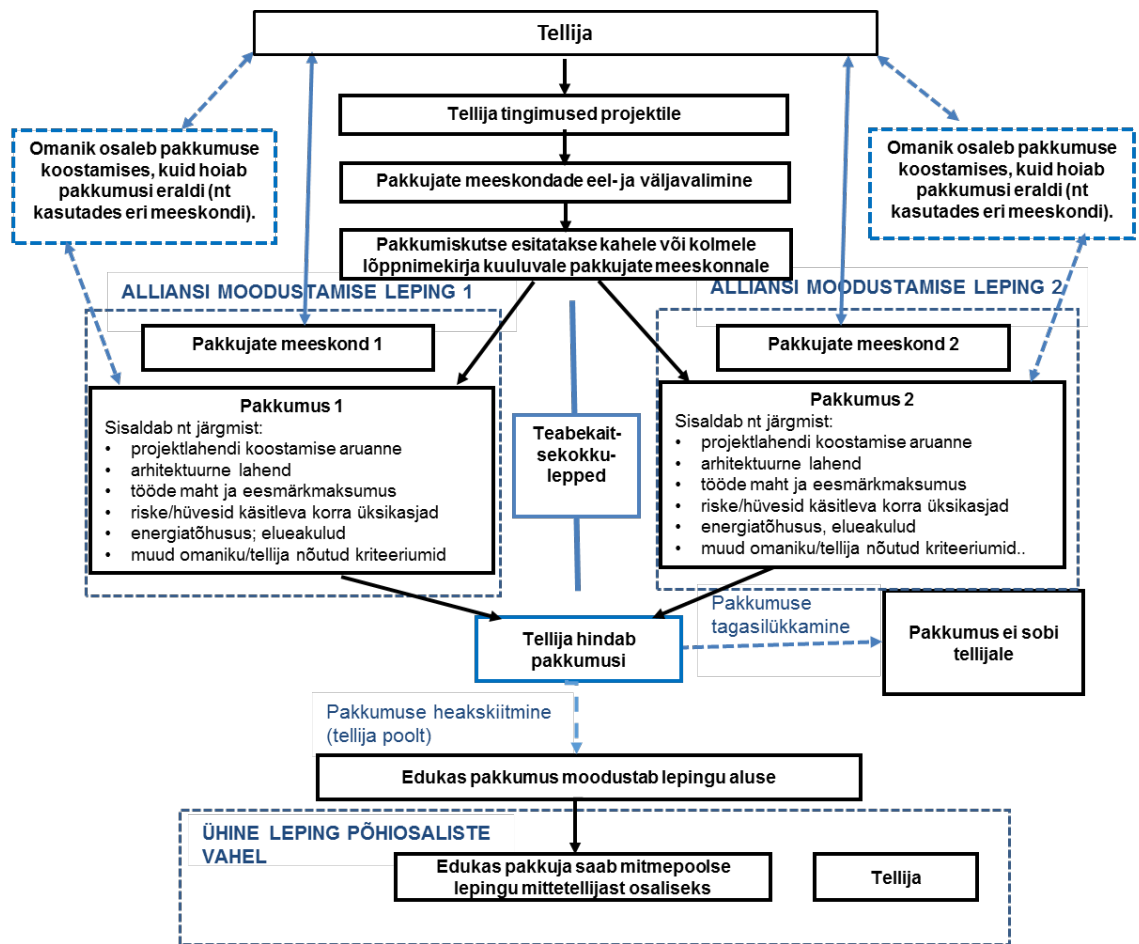 Tellija
Tellija tingimused projektile
Omanik osaleb pakkumuse
koostamises, kuid hoiab
pakkumusi eraldi (nt
kasutades eri meeskondi).
Pakkujate meeskondade eel- ja väljavalimine
Omanik osaleb pakkumuse
koostamises, kuid hoiab
pakkumusi eraldi (nt
kasutades eri meeskondi).
Pakkumiskutse esitatakse kahele või kolmele
lõppnimekirja kuuluvale pakkujate meeskonnale
ALLIANSI MOODUSTAMISE LEPING 1
ALLIANSI MOODUSTAMISE LEPING 2
Pakkujate meeskond 1
Pakkujate meeskond 2
Pakkumus 1
Sisaldab nt järgmist:
• projektlahendi koostamise aruanne
• arhitektuurne lahend
• tööde maht ja eesmärkmaksumus
• riske/hüvesid käsitleva korra üksikasjad
• energiatõhusus; elueakulud
• muud omaniku/tellija nõutud kriteeriumid
Teabekait-
sekokku-
lepped
Pakkumus 2
Sisaldab nt järgmist:
• projektlahendi koostamise aruanne
• arhitektuurne lahend
• tööde maht ja eesmärkmaksumus
• riske/hüvesid käsitleva korra üksikasjad
• energiatõhusus, elueakulud
• muud omaniku/tellija nõutud kriteeriumid..
Tellija hindab
pakkumusi
Pakkumuse
tagasilükkamine
Pakkumus ei sobi
tellijale
Pakkumuse heakskiitmine
(tellija poolt)
Edukas pakkumus moodustab lepingu aluse
ÜHINE LEPING PÕHIOSALISTE
VAHEL
Edukas pakkuja saab mitmepoolse
lepingu mittetellijast osaliseks
Tellija